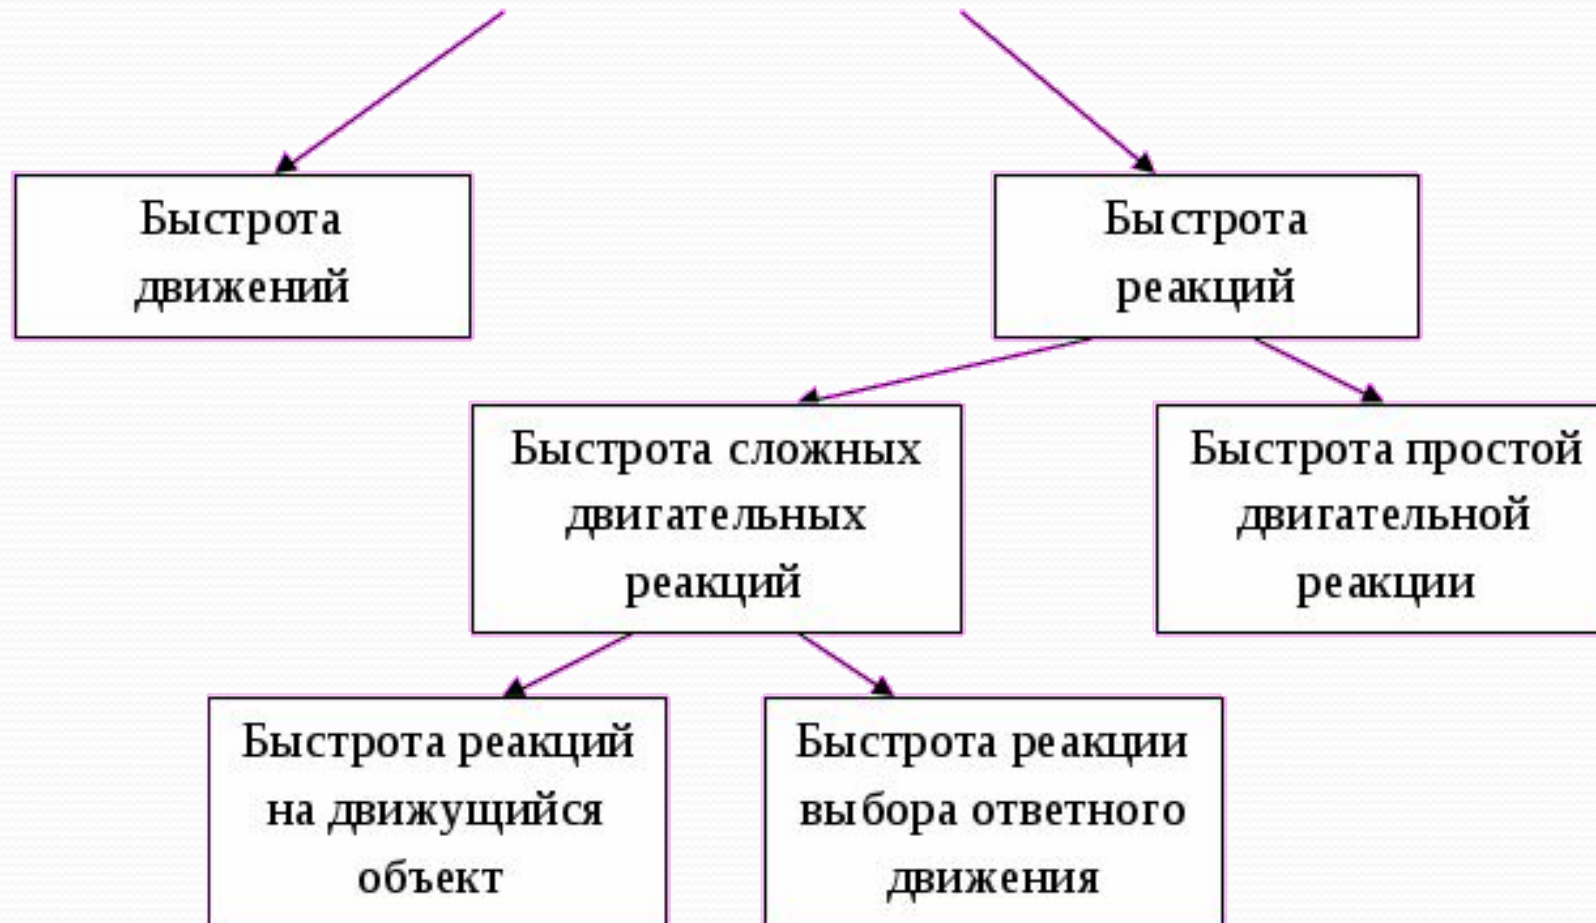 Быстрота
движений
Быстрота
реакций
Быстрота сложных
двигательных
реакций
Быстрота простой
двигательной
реакции
Быстрота реакций
на движущийся
объект
Быстрота реакции
выбора ответного
движения